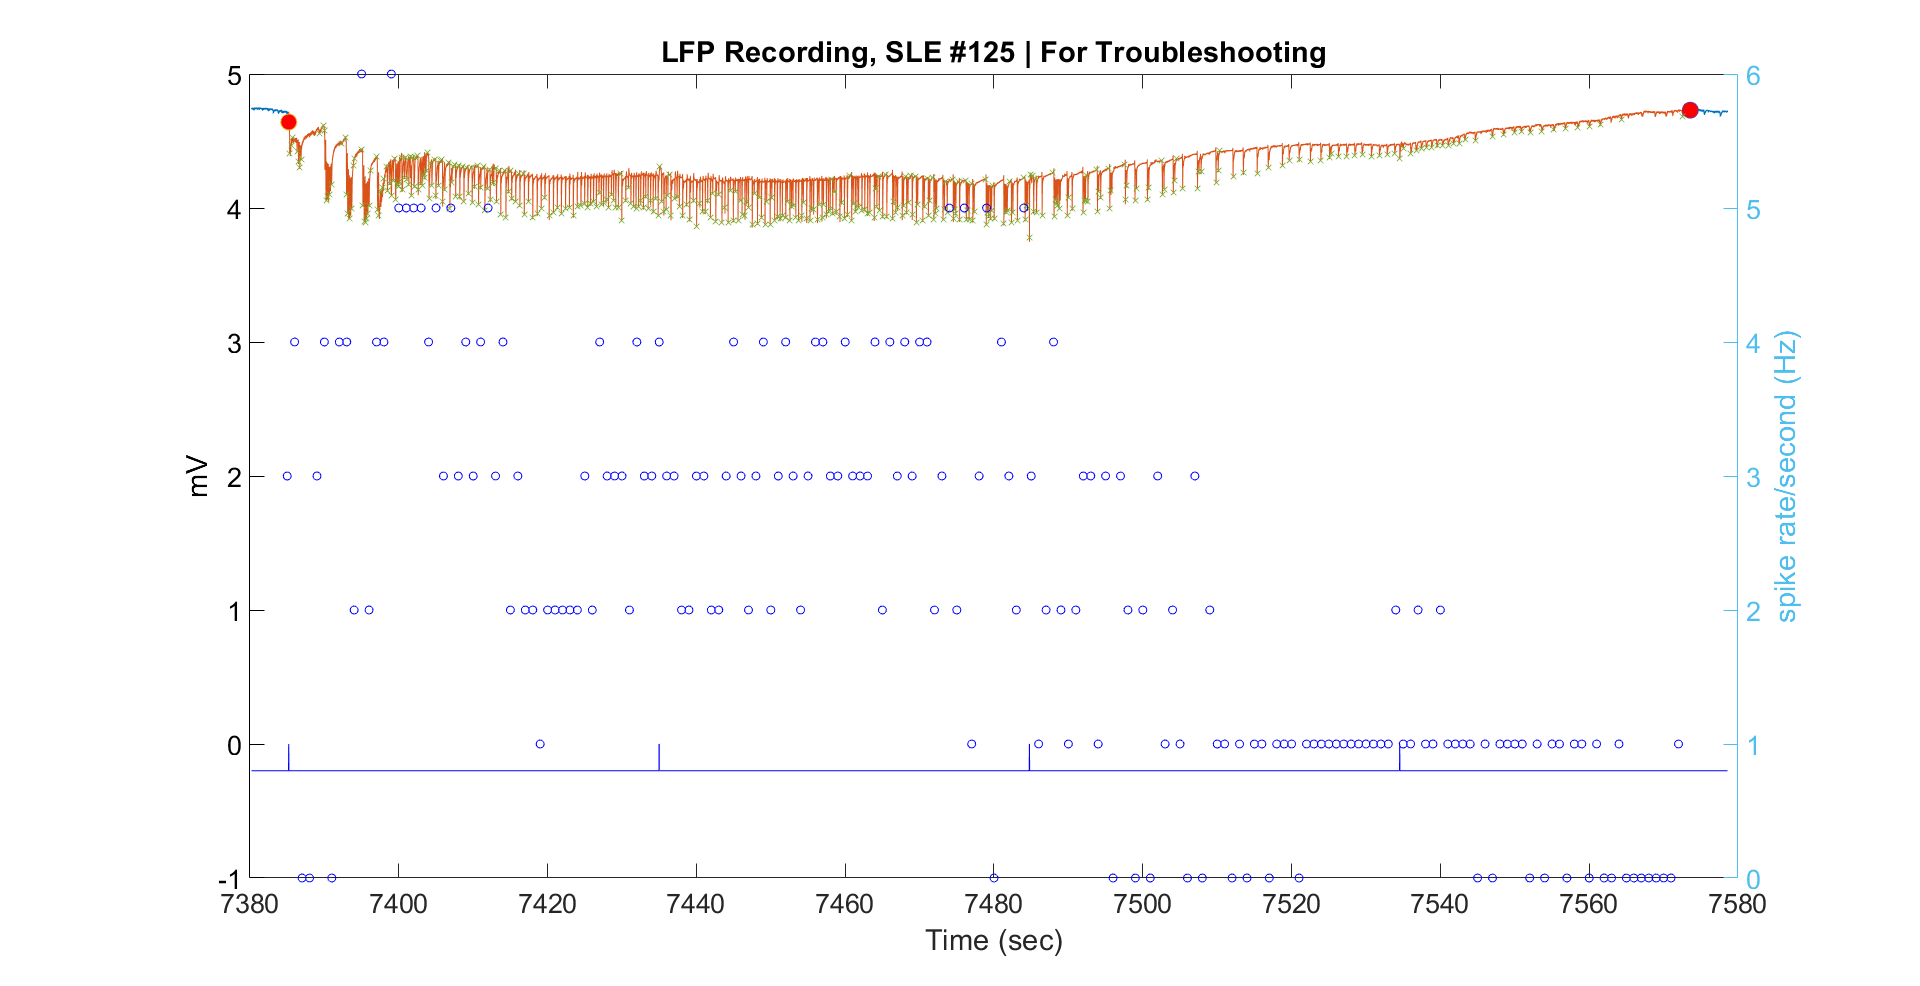 LFP Recording, SLE #125 | For Troubleshooting
5
4
3
2
1
0
-1
mV
6
5
4
3
2
1
0
spike rate/second (Hz)
7380 7400 7420 7440 7460 7480 7500 7520 7540 7560 7580
Time (sec)